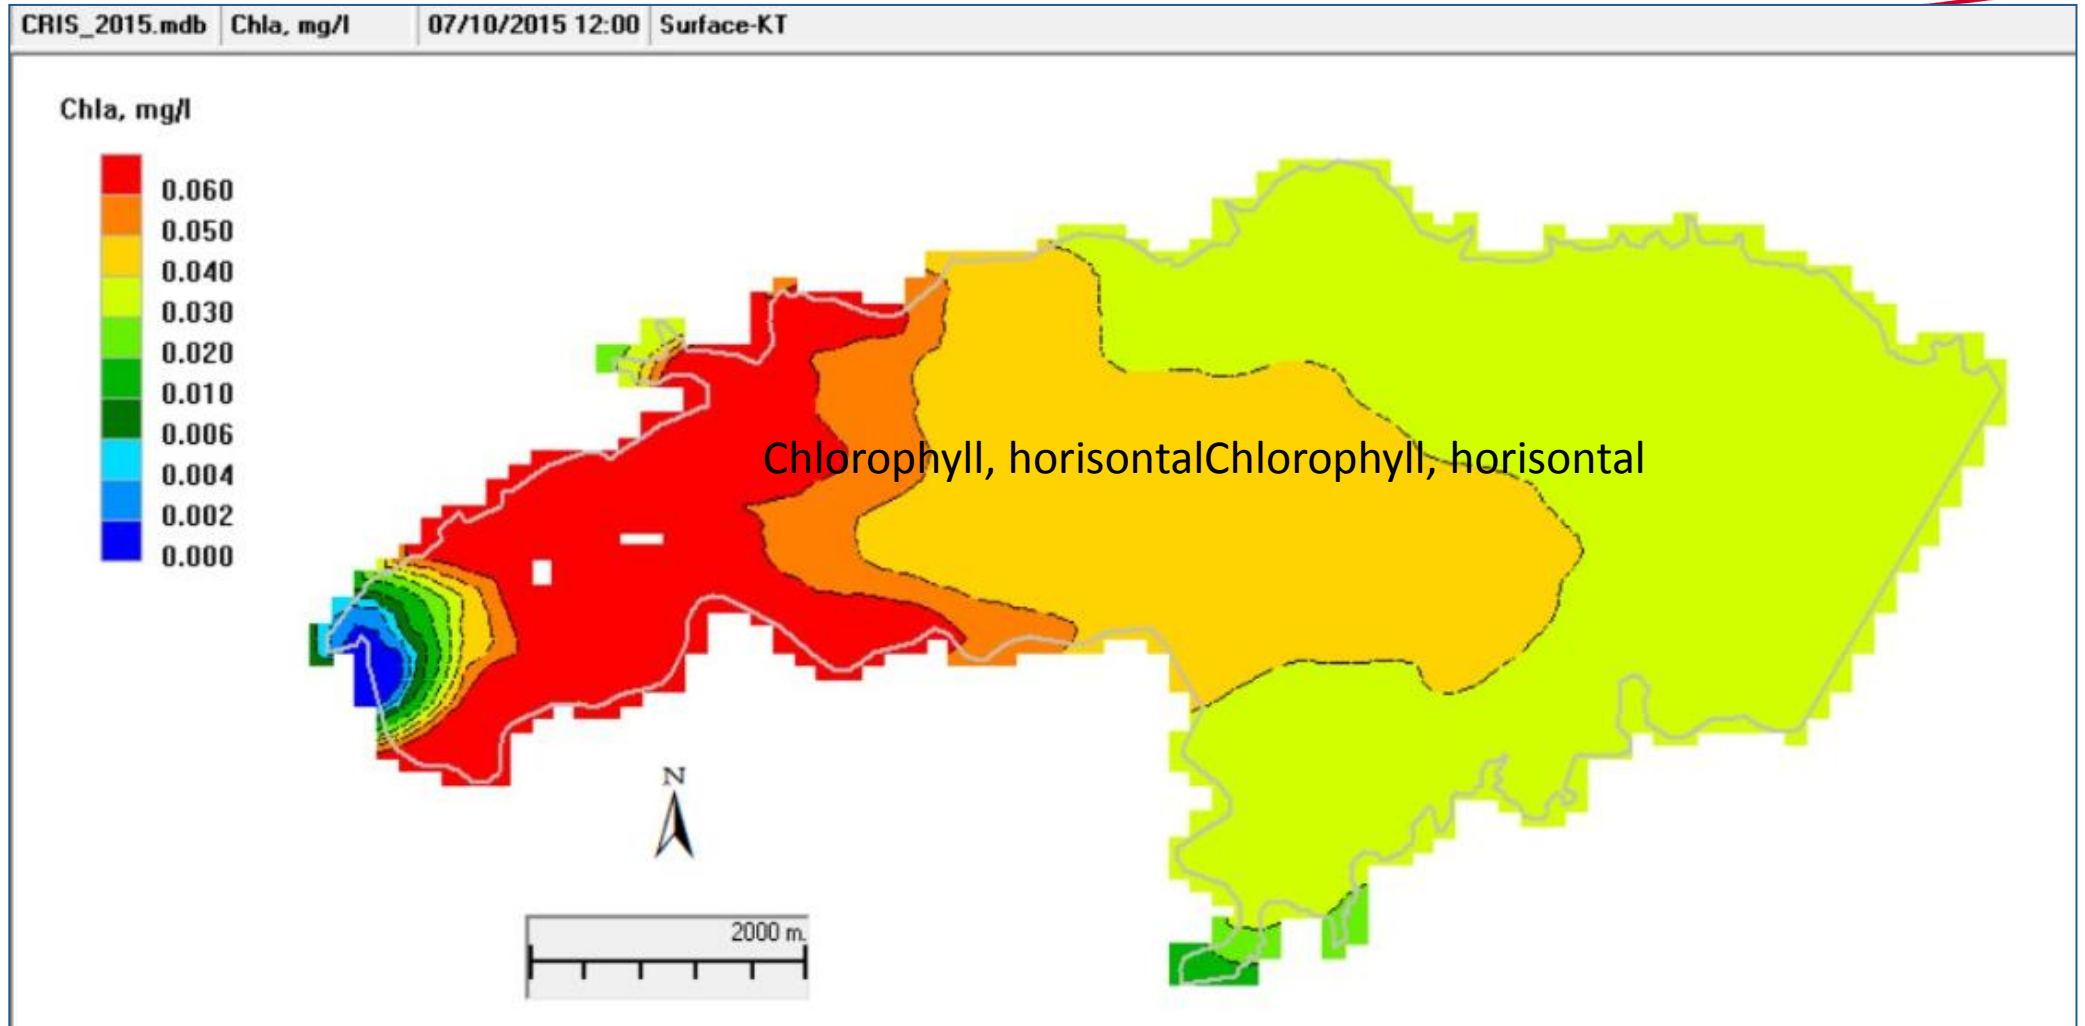 CRIS_2015.mdb Chla, mg/l 07/10/2015 12:00 Surface-KT
Chla, mg/l
0.060
0.050
0.040
0.030
0.020
0.010
0.006
0.004
0.002
0.000
Chlorophyll, horisontalChlorophyll, horisontal
N
2000 m.